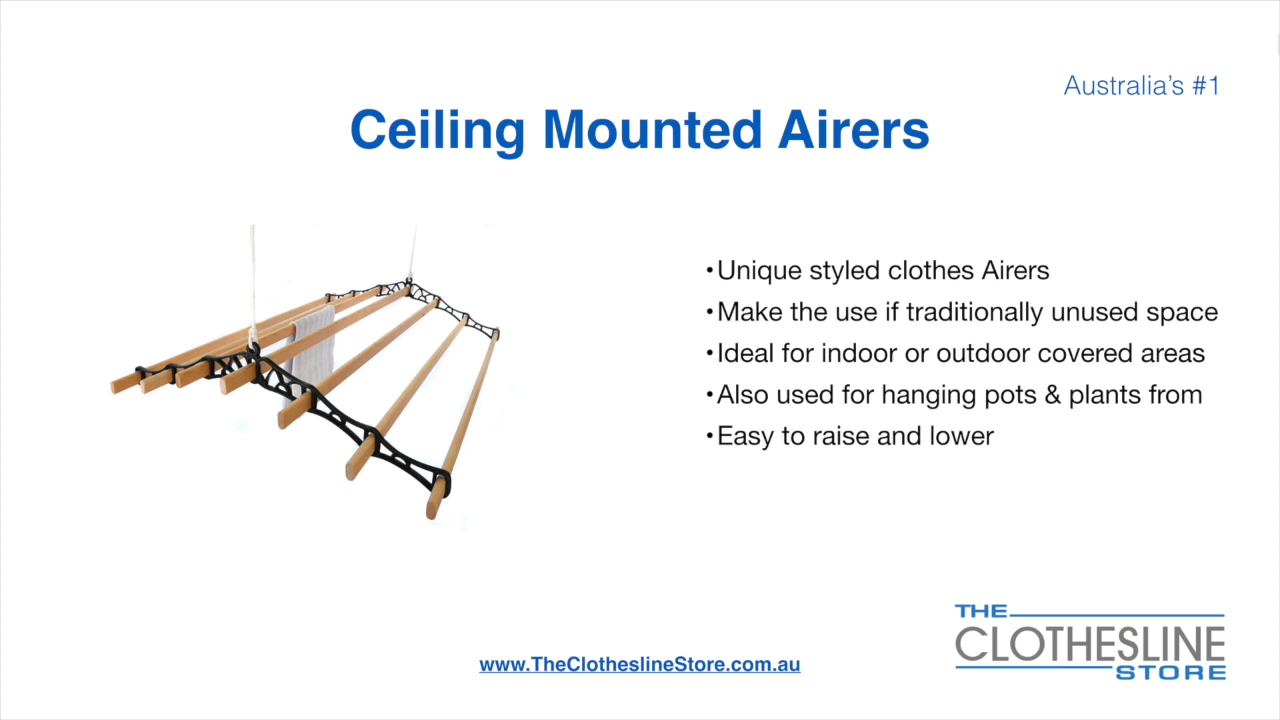 Australia's #1
Ceiling Mounted Airers
•Unique styled clothes Airers
•Make the use if traditionally unused space
•Ideal for indoor or outdoor covered areas
•Also used for hanging pots & plants from
•Easy to raise and lower
www.TheClotheslineStore.com.au
THE
CLOTHESLINE
STORE